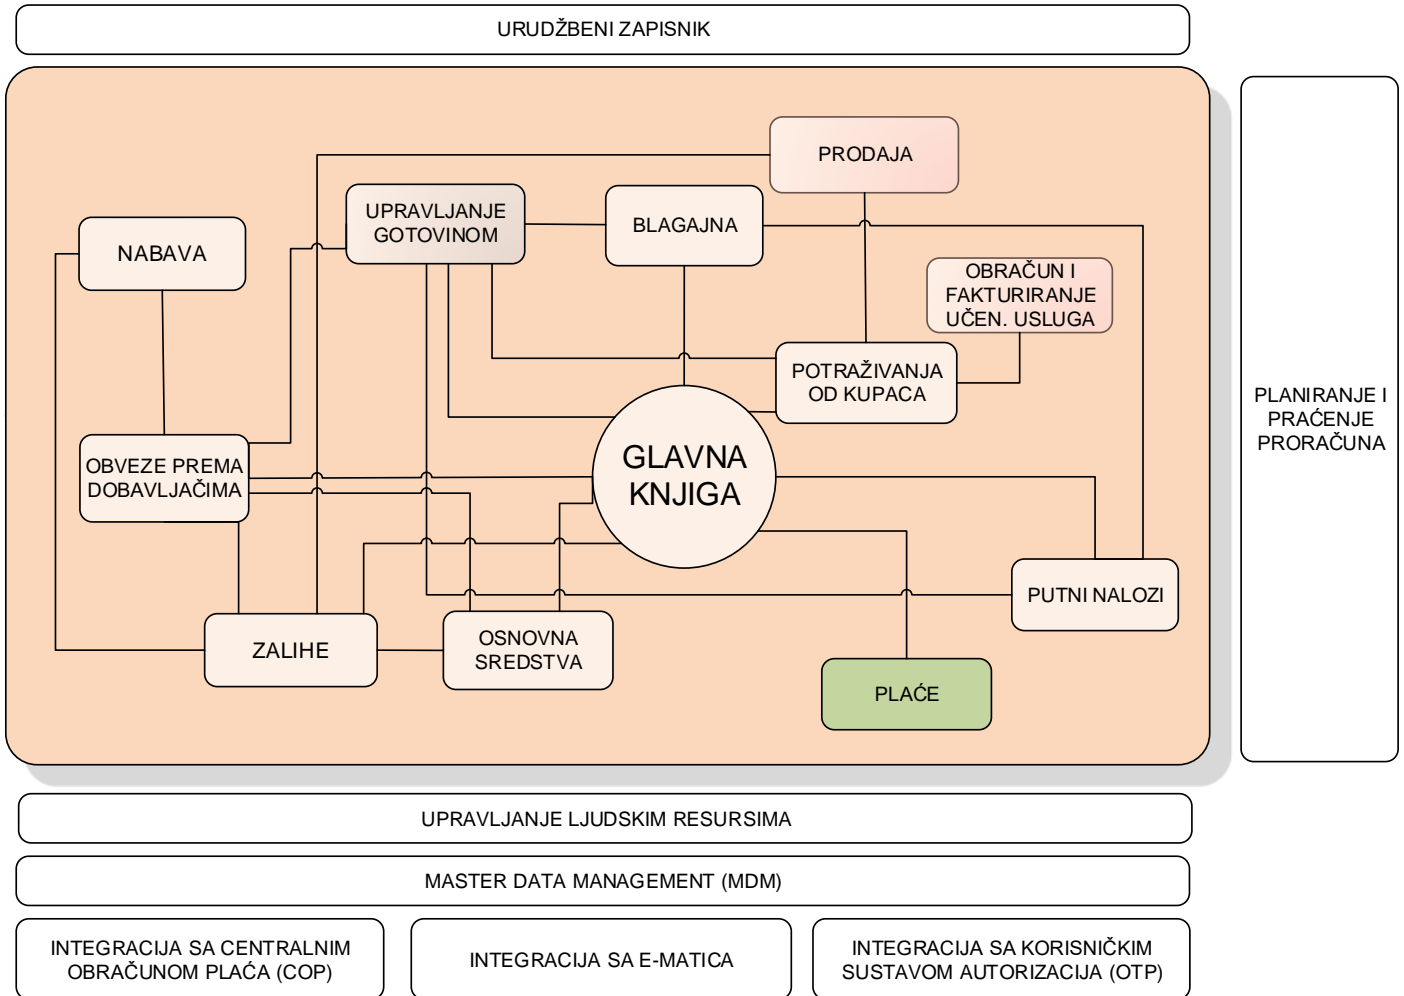 URUDŽBENI ZAPISNIK
PRODAJA
UPRAVLJANJE
GOTOVINOM
BLAGAJNA
NABAVA
OBRAČUN I
FAKTURIRANJE
UČEN. USLUGA
POTRAŽIVANJA
OD KUPACA
PLANIRANJE I
PRAĆENJE
PRORAČUNA
GLAVNA
KNJIGA
OBVEZE PREMA
DOBAVLJAČIMA
PUTNI NALOZI
ZALIHE
OSNOVNA
SREDSTVA
PLAĆE
UPRAVLJANJE LJUDSKIM RESURSIMA
MASTER DATA MANAGEMENT (MDM)
INTEGRACIJA SA CENTRALNIM
OBRAČUNOM PLAĆA (COP)
INTEGRACIJA SA E-MATICA
INTEGRACIJA SA KORISNIČKIM
SUSTAVOM AUTORIZACIJA (OTP)